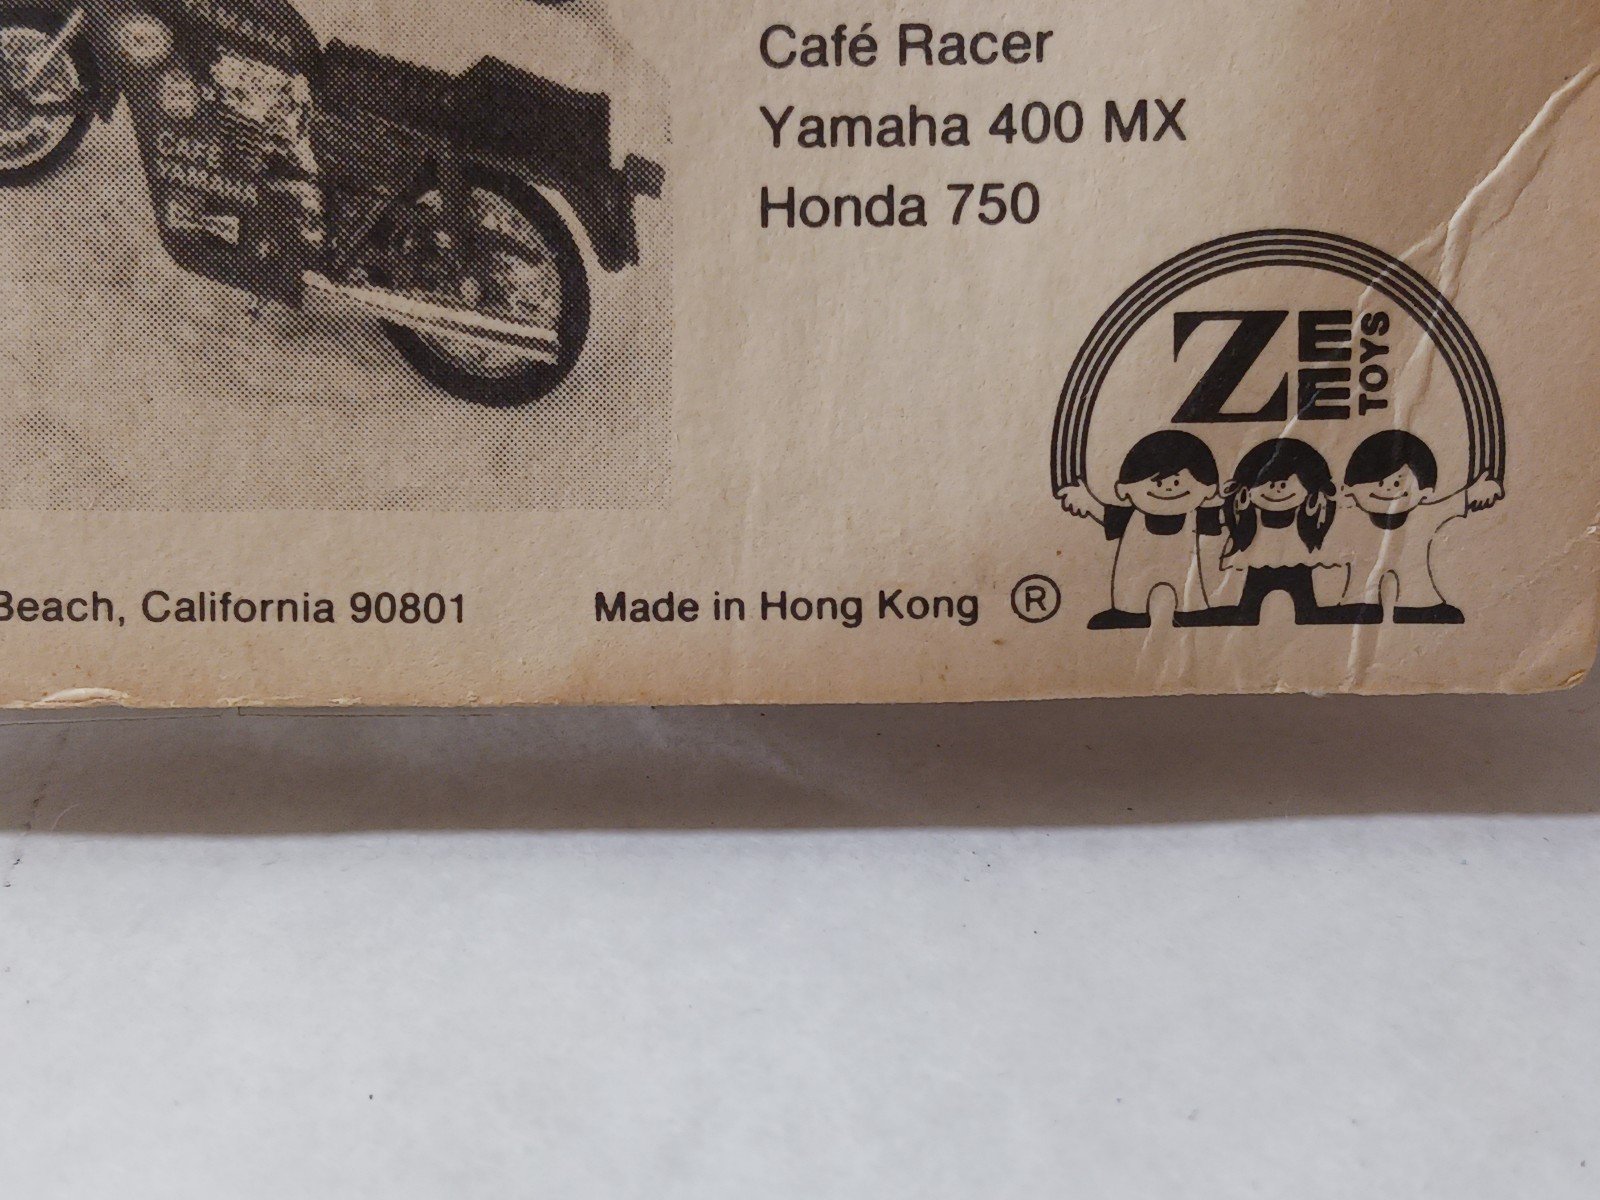 Café Racer
Yamaha 400 MX
Honda 750
ZEE TOYS
Beach, California 90801 Made in Hong Kong ®